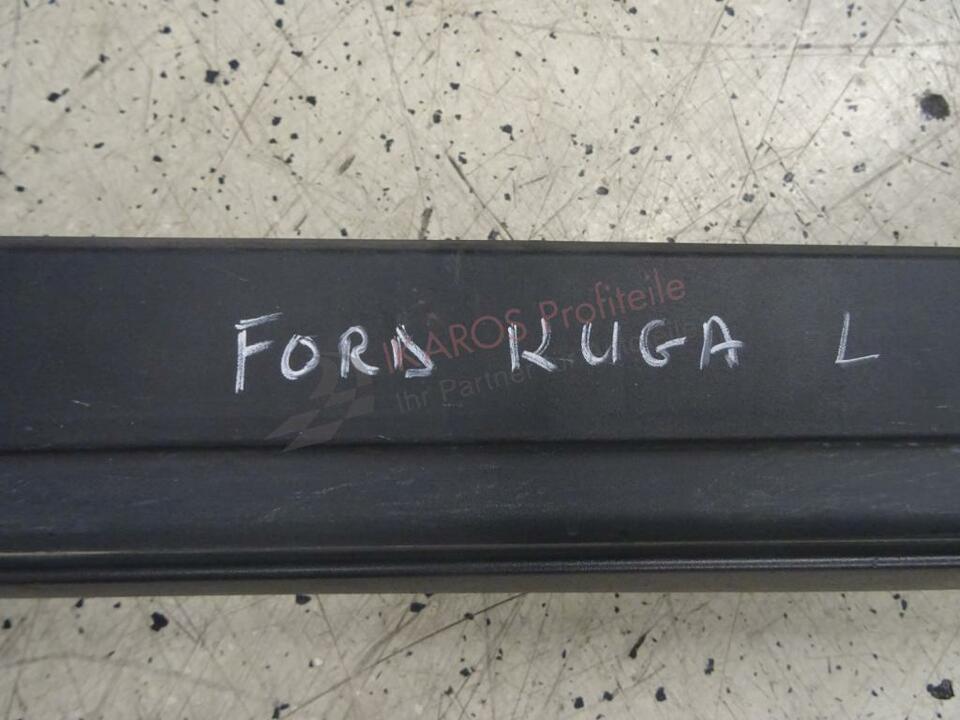 FORD KUGA L
IKAROS Profiteile
Ihr Partner